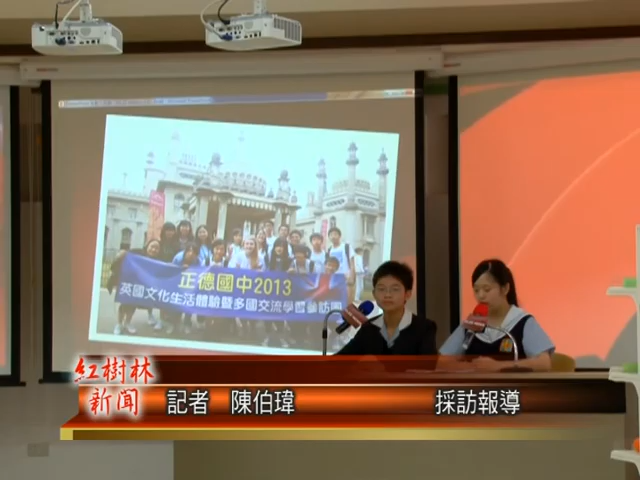 正德國中2013
英國文化生活體驗暨多國交流學習參訪團
紅樹林
新闻
記者 陳伯瑋 採訪報導